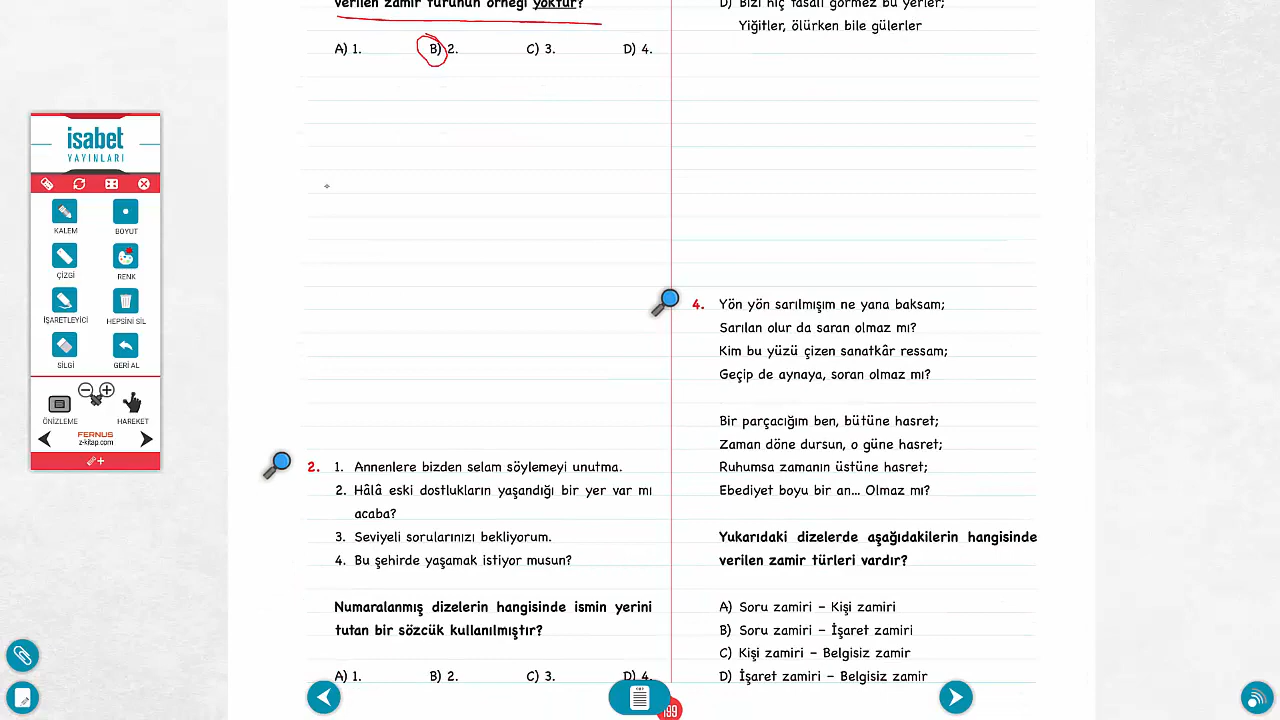 verilen zamir türünün örneği yoktur?
A) 1. B) 2. C) 3. D) 4.
2. 1. Annenlere bizden selam söylemeyi unutma.
2. Hâlâ eski dostlukların yaşandığı bir yer var mı
acaba?
3. Seviyeli sorularınızı bekliyorum.
4. Bu şehirde yaşamak istiyor musun?
Numaralanmış dizelerin hangisinde ismin yerini
tutan bir sözcük kullanılmıştır?
A) 1. B) 2. C) 3. D) 4.
D) Bizi hiç tasalı görmez bu yerler;
Yiğitler, ölürken bile gülerler
4. Yön yön sarılmışım ne yana baksam;
Sarılan olur da saran olmaz mı?
Kim bu yüzü çizen sanatkâr ressam;
Geçip de aynaya, soran olmaz mı?
Bir parçacığım ben, bütüne hasret;
Zaman döne dursun, o güne hasret;
Ruhumsa zamanın üstüne hasret;
Ebediyet boyu bir an... Olmaz mı?
Yukarıdaki dizelerde aşağıdakilerin hangisinde
verilen zamir türleri vardır?
A) Soru zamiri – Kişi zamiri
B) Soru zamiri – İşaret zamiri
C) Kişi zamiri – Belgisiz zamir
D) İşaret zamiri – Belgisiz zamir
199
isabet
YAYINLARI
KALEM BOYUT
ÇİZGİ RENK
İŞARETLEYİCİ HEPSİNİ SİL
SİLGİ GERİ AL
ÖNİZLEME HAREKET
FERNUS
z-kitap.com